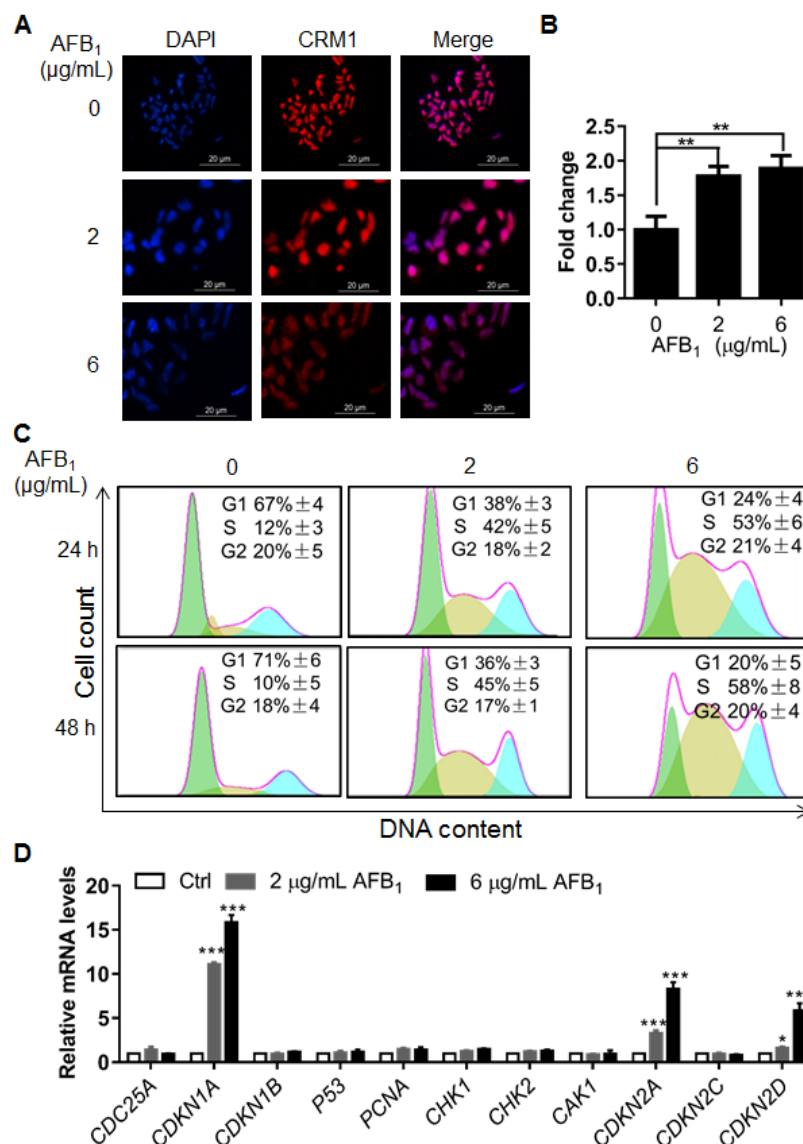 A
AFB1
(μg/mL)
DAPI CRM1 Merge
0
20 μm 20 μm 20 μm
2
20 μm 20 μm 20 μm
6
20 μm 20 μm 20 μm
B
Fold change
2.5
2.0
1.5
1.0
0.5
0.0
**
**
0 2 6
AFB1 (μg/mL)
C
AFB1
(μg/mL)
0 2 6
24 h
G1 67%±4
S 12%±3
G2 20%±5
G1 38%±3
S 42%±5
G2 18%±2
G1 24%±4
S 53%±6
G2 21%±4
Cell count
48 h
G1 71%±6
S 10%±5
G2 18%±4
G1 36%±3
S 45%±5
G2 17%±1
G1 20%±5
S 58%±8
G2 20%±4
DNA content
D
Relative mRNA levels
20
15
10
5
0
Ctrl 2 μg/mL AFB1 6 μg/mL AFB1
*** *** *** *** * **
CDC25A CDKN1A CDKN1B P53 PCNA CHK1 CHK2 CAK1 CDKN2A CDKN2C CDKN2D